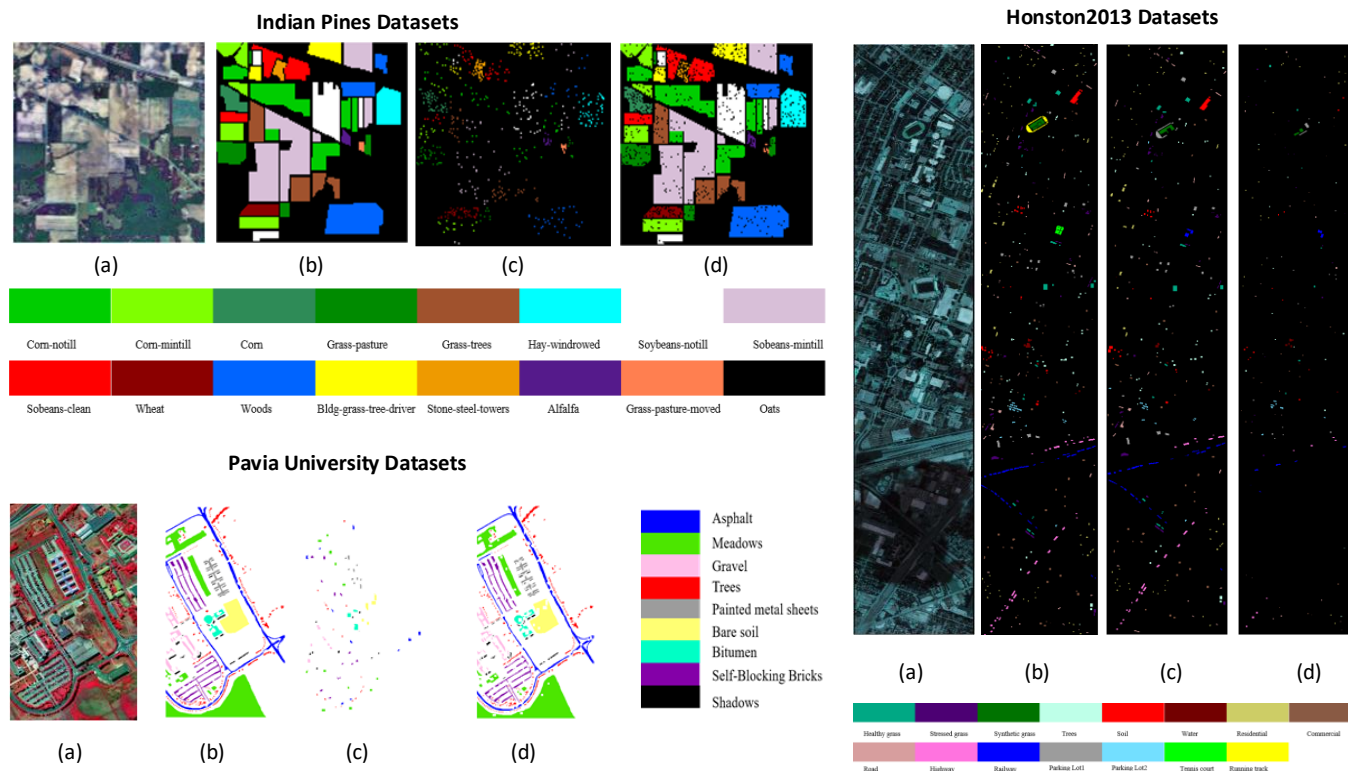 Indian Pines Datasets
(a) (b) (c) (d)
Corn-notill Corn-mintill Corn Grass-pasture Grass-trees Hay-windrowed Soybeans-notill Sobeans-mintill
Sobeans-clean Wheat Woods Bldg-grass-tree-driver Stone-steel-towers Alfalfa Grass-pasture-moved Oats
Pavia University Datasets
Asphalt
Meadows
Gravel
Trees
Painted metal sheets
Bare soil
Bitumen
Self-Blocking Bricks
Shadows
(a) (b) (c) (d)
Honston2013 Datasets
(a) (b) (c) (d)
Healthy grass Stressed grass Synthetic grass Trees Soil Water Residential Commercial
Road Highway Railway Parking Lot1 Parking Lot2 Tennis court Running track